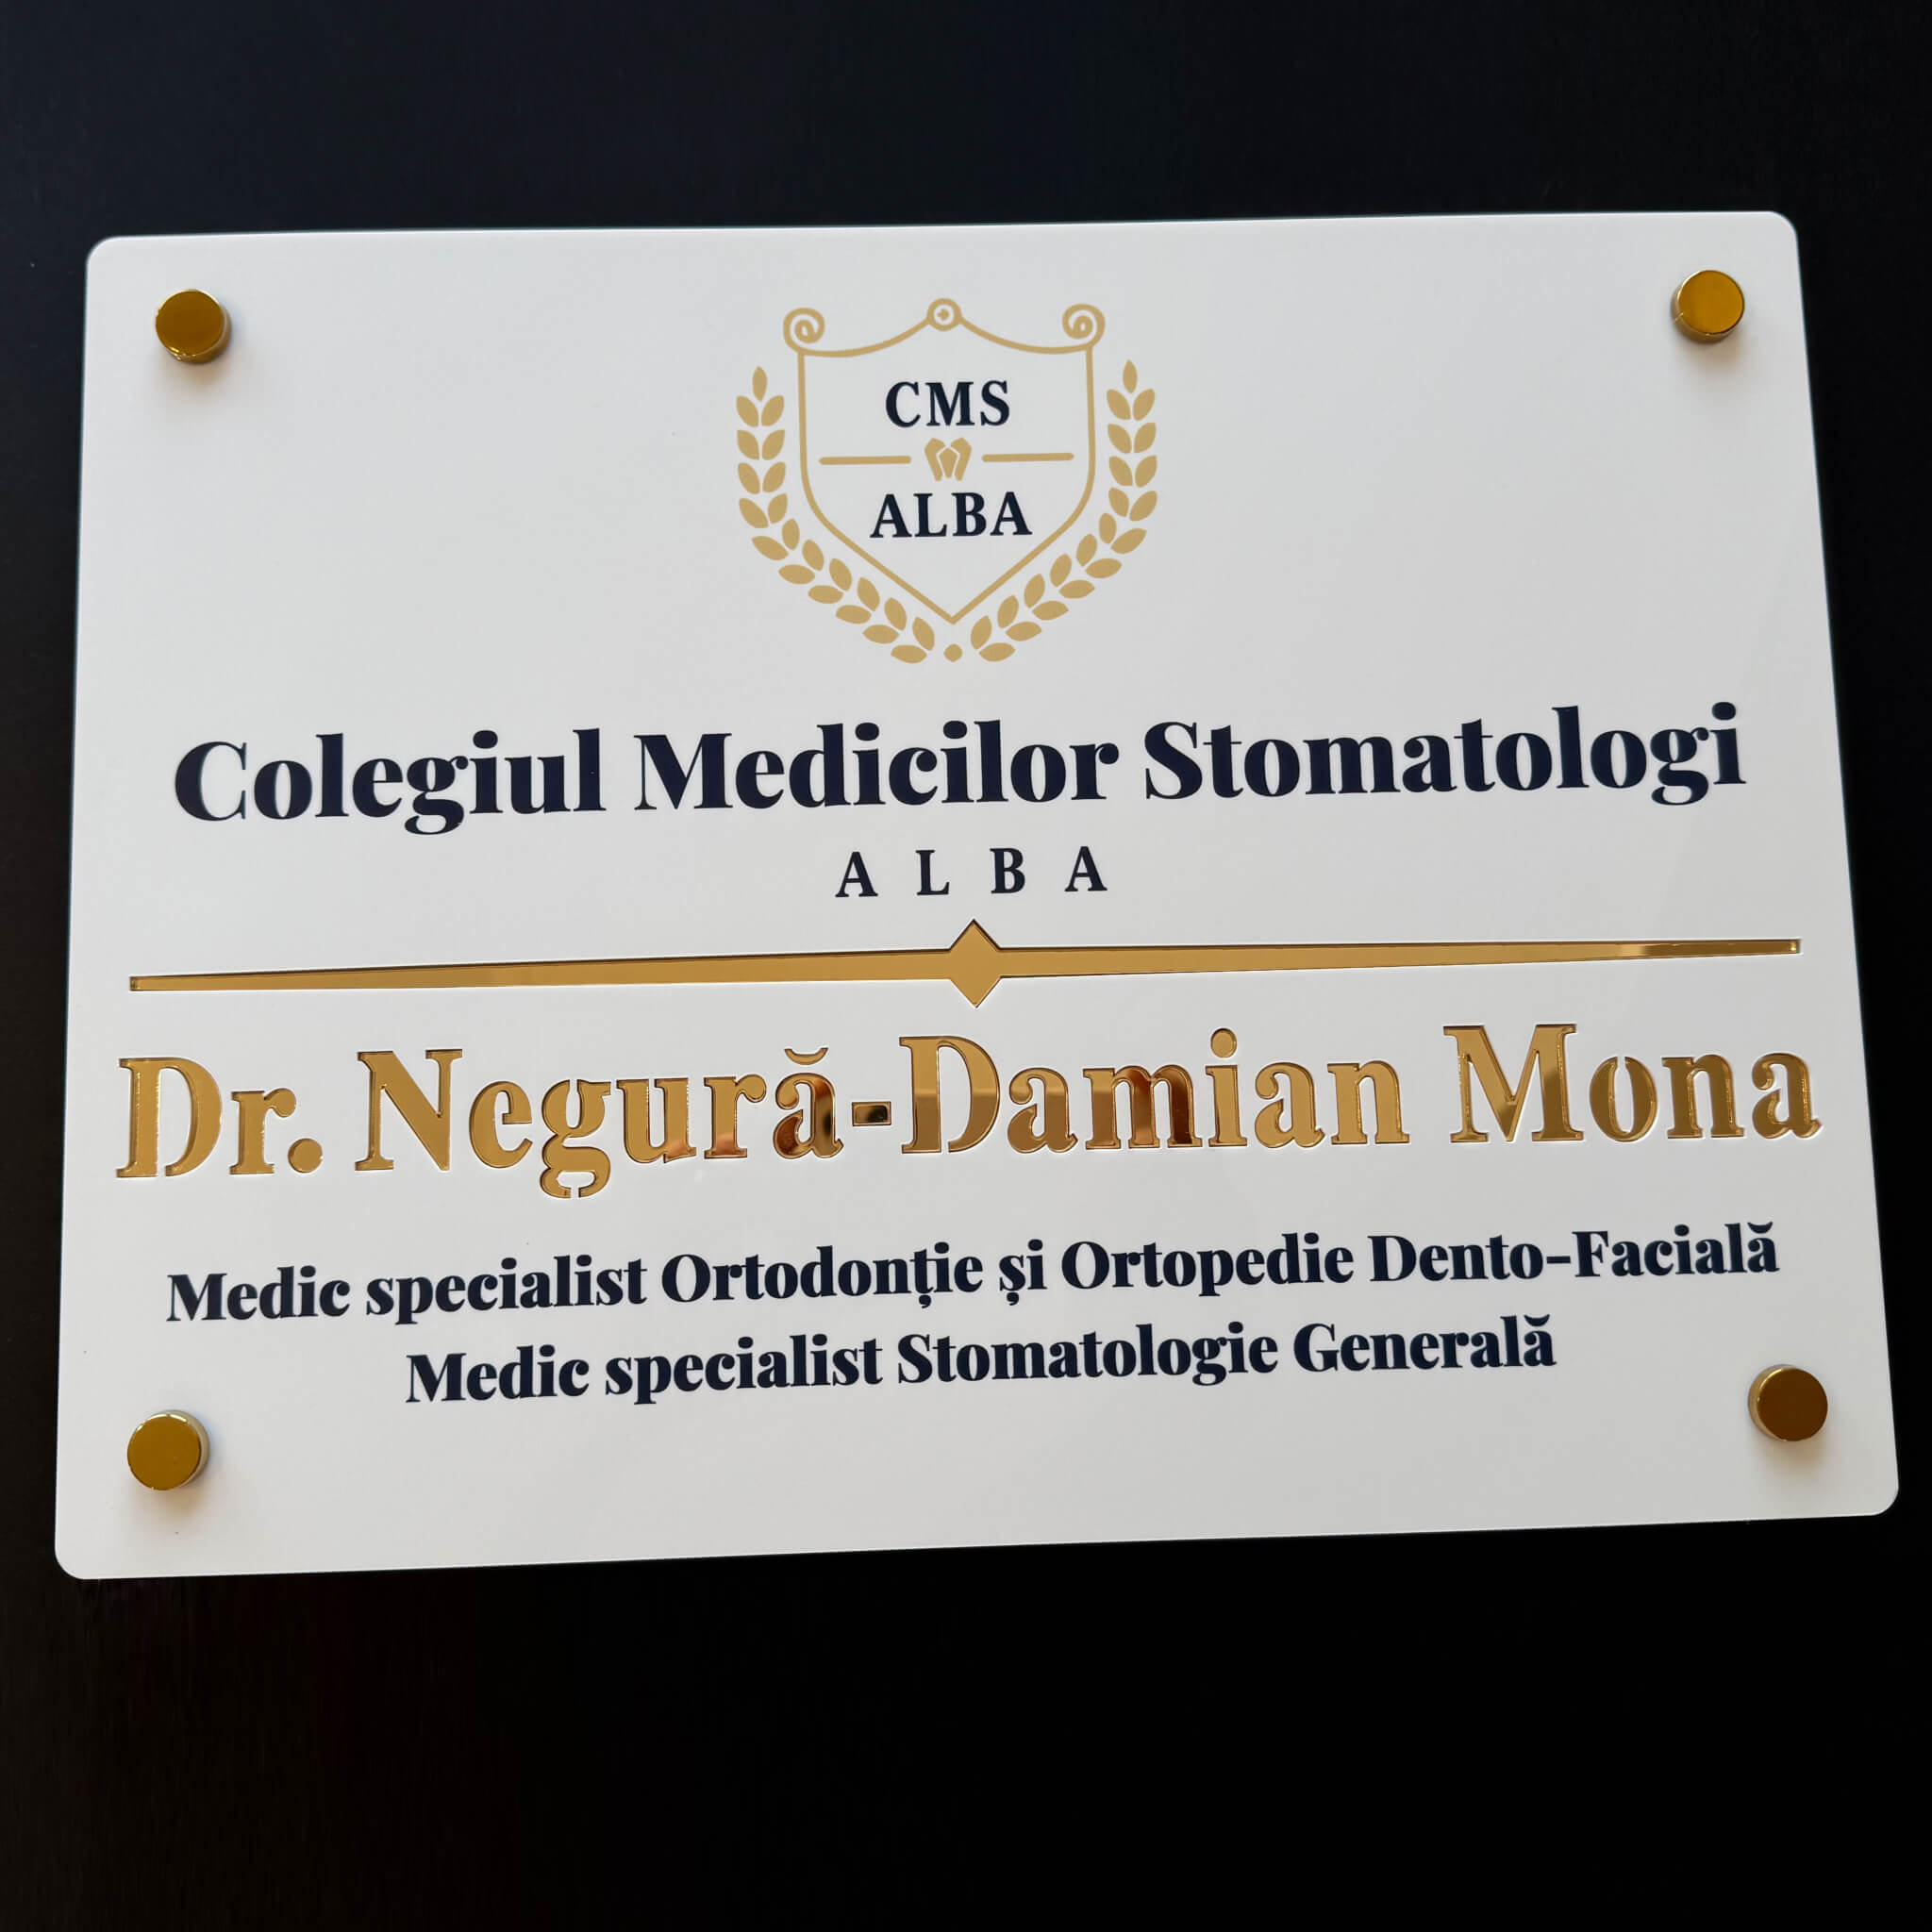 CMS
ALBA
Colegiul Medicilor Stomatologi
ALBA
Dr. Negură-Damian Mona
Medic specialist Ortodonție și Ortopedie Dento-Facială
Medic specialist Stomatologie Generală